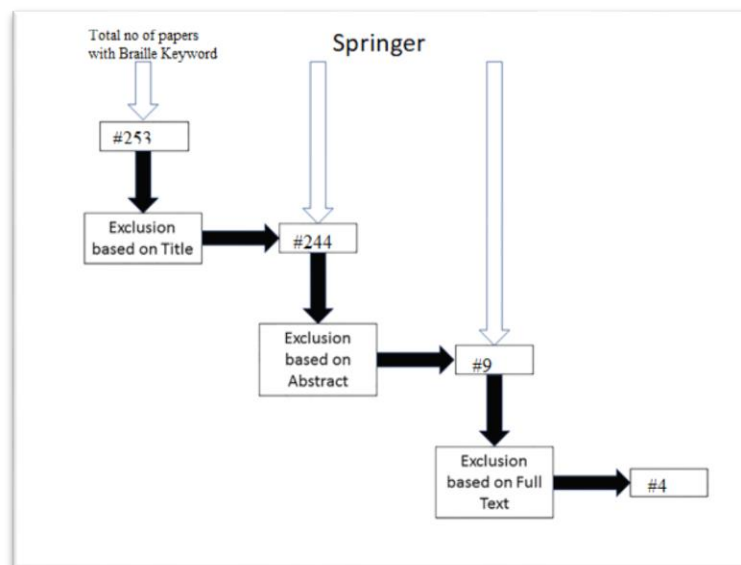 Total no of papers
with Braille Keyword
Springer
#253
Exclusion
based on Title
#244
Exclusion
based on
Abstract
#9
Exclusion
based on Full
Text
#4